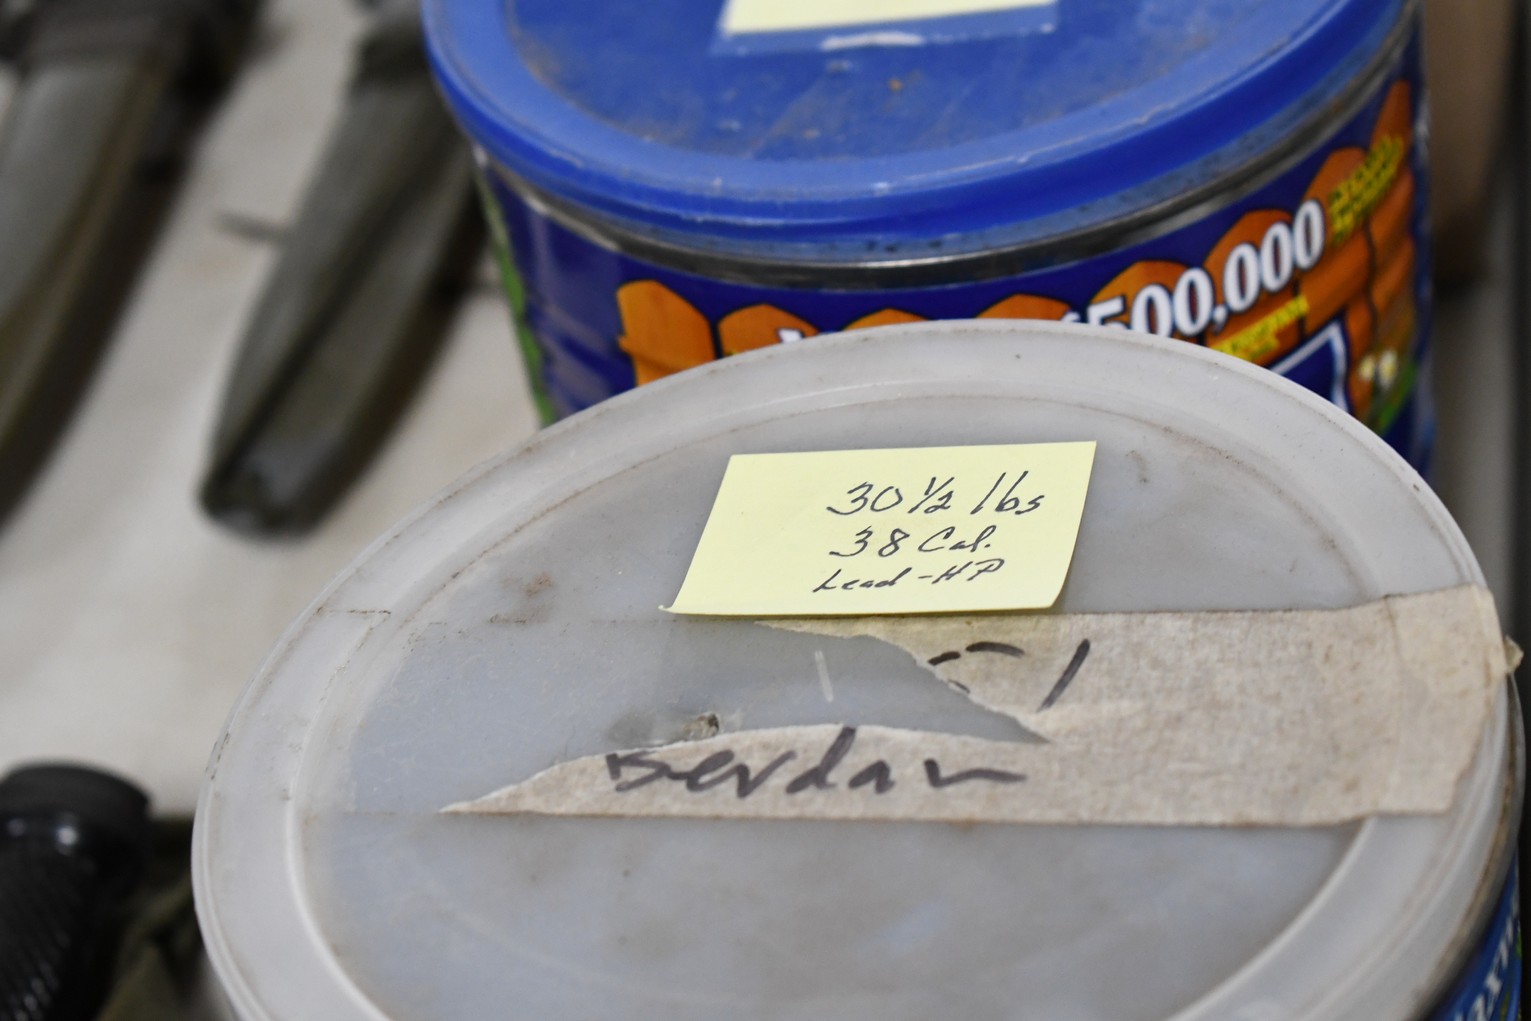 500,000
30 1/2 lbs
38 Cal.
Lead-HP
Berdan